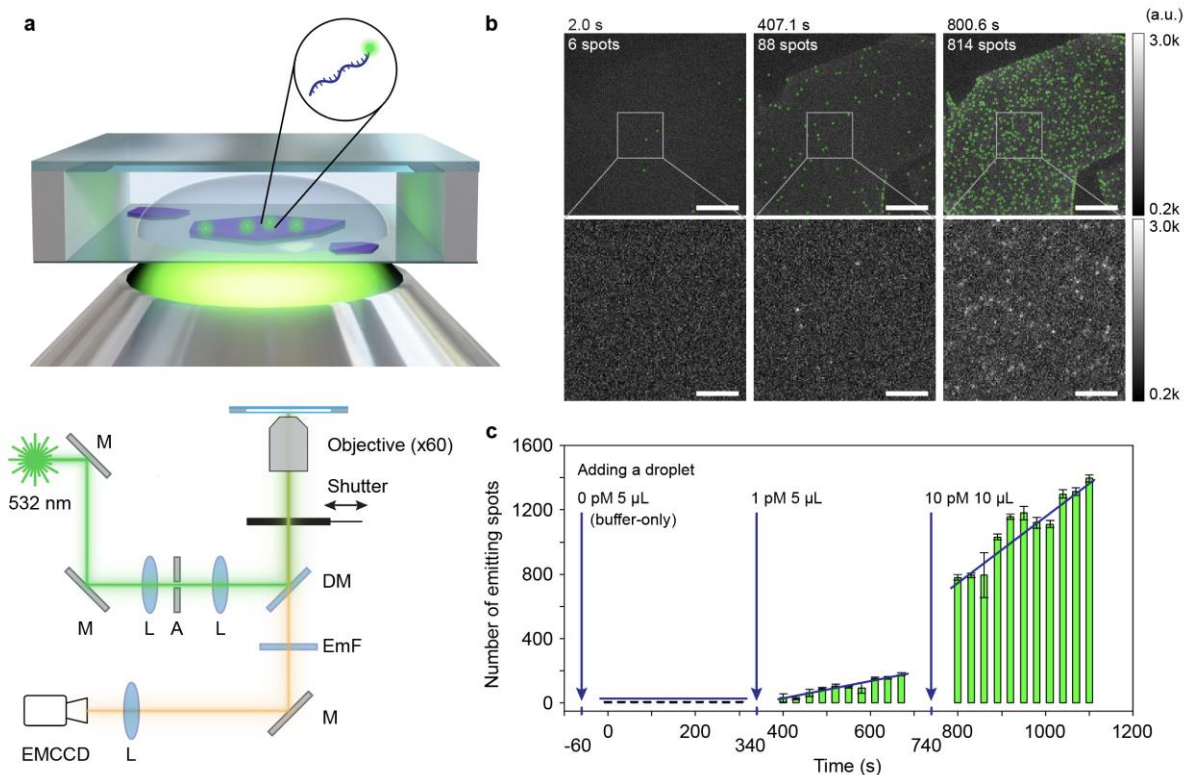 a
M
532 nm
Objective (x60)
Shutter
DM
M
L
A
L
EmF
M
EMCCD
L
b
(a.u.)
2.0 s
407.1 s
800.6 s
6 spots
88 spots
814 spots
3.0k
0.2k
3.0k
0.2k
c
Number of emitting spots
1600
1200
800
400
0
Adding a droplet
0 pM 5 µL
(buffer-only)
1 pM 5 µL
10 pM 10 µL
-60
0
200
340
400
600
740
800
1000
1200
Time (s)